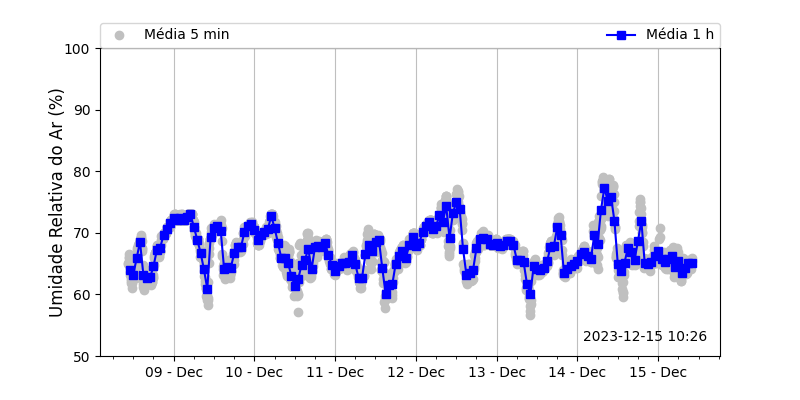 Média 5 min
Média 1 h
Umidade Relativa do Ar (%)
100
90
80
70
60
50
2023-12-15 10:26
09 - Dec
10 - Dec
11 - Dec
12 - Dec
13 - Dec
14 - Dec
15 - Dec